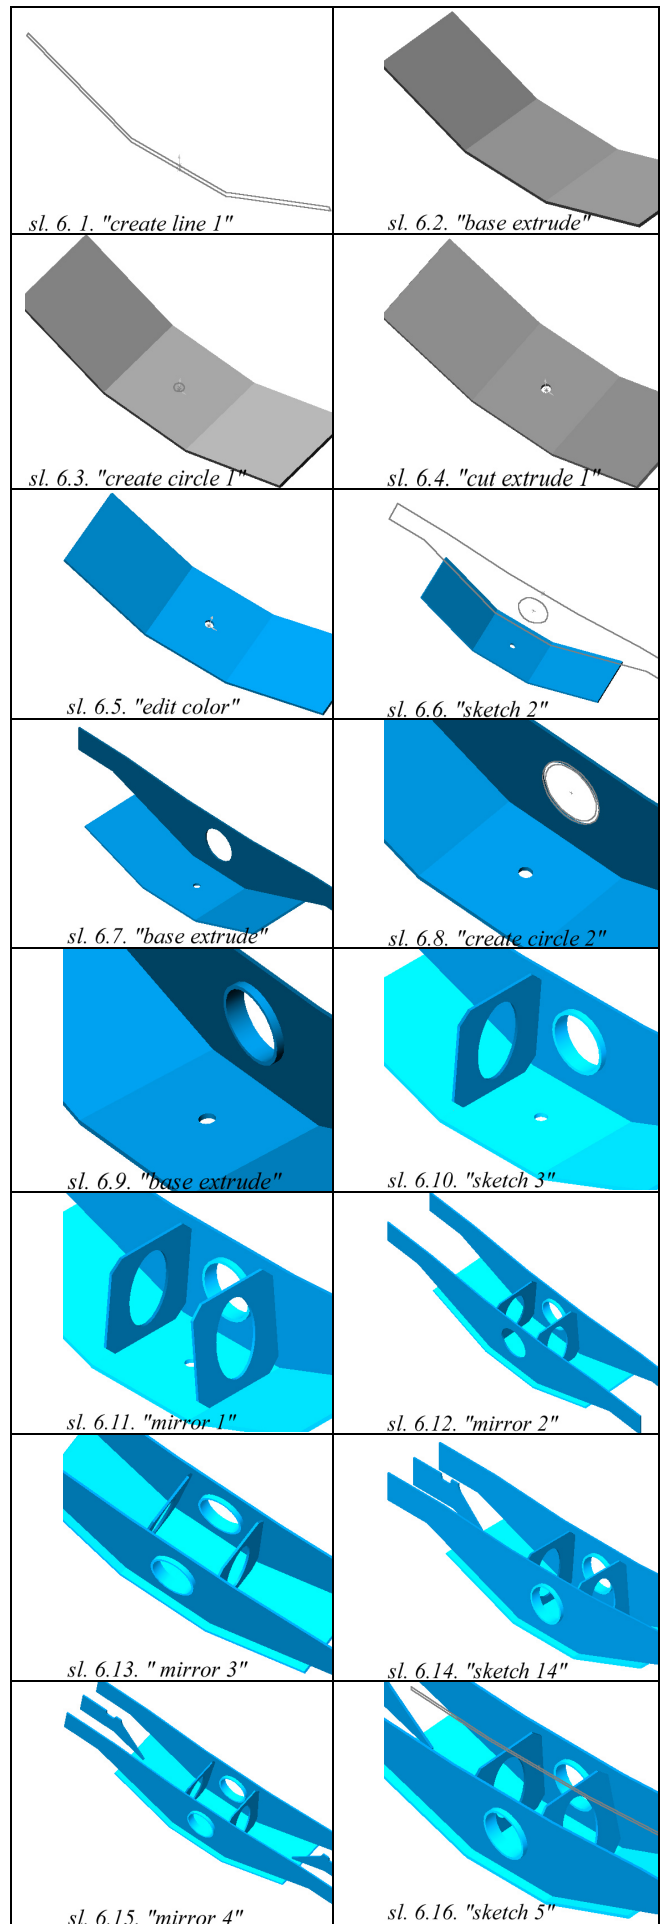 sl. 6. 1. "create line 1"
sl. 6.2. "base extrude"
sl. 6.3. "create circle 1"
sl. 6.4. "cut extrude 1"
sl. 6.5. "edit color"
sl. 6.6. "sketch 2"
sl. 6.7. "base extrude"
sl. 6.8. "create circle 2"
sl. 6.9. "base extrude"
sl. 6.10. "sketch 3"
sl. 6.11. "mirror 1"
sl. 6.12. "mirror 2"
sl. 6.13. " mirror 3"
sl. 6.14. "sketch 14"
sl. 6.15. "mirror 4"
sl. 6.16. "sketch 5"